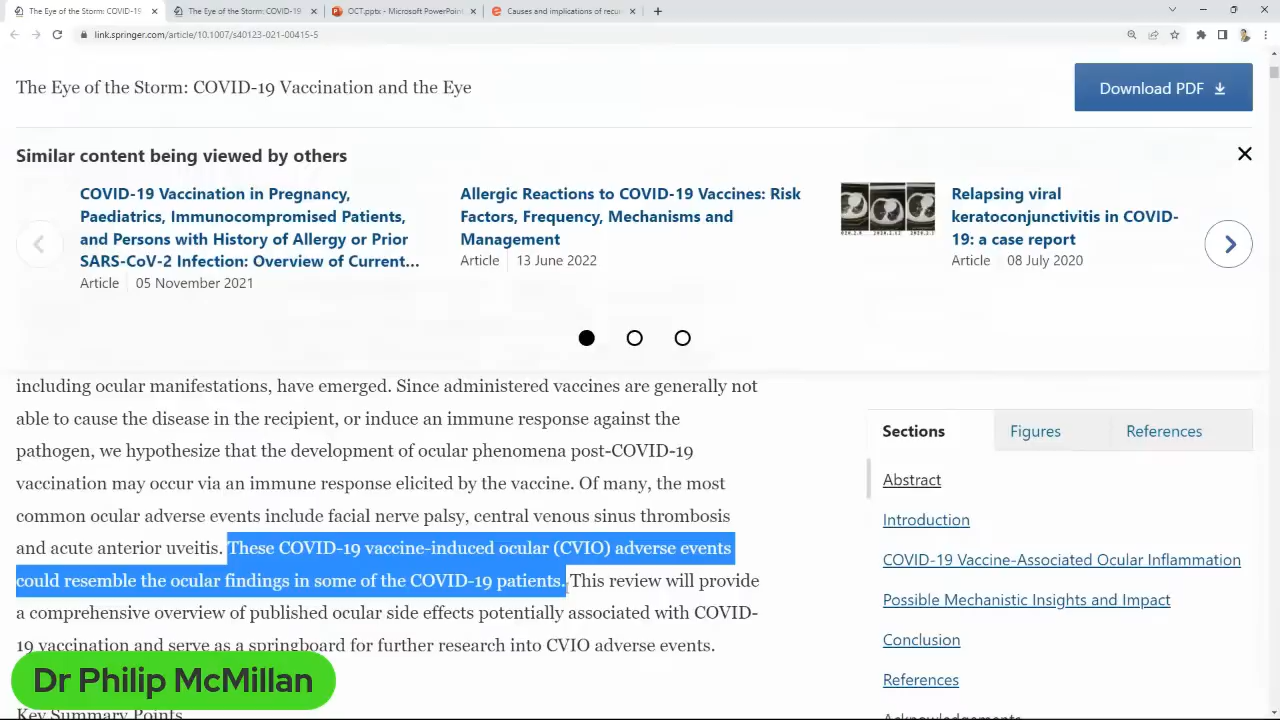 The Eye of the Storm: COVID-19
The Eye of the Storm: COVID-19
OCT.pptx - Microsoft PowerPoint
Causes and implications of recu
link.springer.com/article/10.1007/s40123-021-00415-5
The Eye of the Storm: COVID-19 Vaccination and the Eye
Download PDF
Similar content being viewed by others
COVID-19 Vaccination in Pregnancy,
Paediatrics, Immunocompromised Patients,
and Persons with History of Allergy or Prior
SARS-CoV-2 Infection: Overview of Current...
Article 05 November 2021
Allergic Reactions to COVID-19 Vaccines: Risk
Factors, Frequency, Mechanisms and
Management
Article 13 June 2022
Relapsing viral
keratoconjunctivitis in COVID-
19: a case report
Article 08 July 2020
including ocular manifestations, have emerged. Since administered vaccines are generally not
able to cause the disease in the recipient, or induce an immune response against the
pathogen, we hypothesize that the development of ocular phenomena post-COVID-19
vaccination may occur via an immune response elicited by the vaccine. Of many, the most
common ocular adverse events include facial nerve palsy, central venous sinus thrombosis
and acute anterior uveitis. These COVID-19 vaccine-induced ocular (CVIO) adverse events
could resemble the ocular findings in some of the COVID-19 patients. This review will provide
a comprehensive overview of published ocular side effects potentially associated with COVID-
19 vaccination and serve as a springboard for further research into CVIO adverse events.
Key Summary Points
Sections
Figures
References
Abstract
Introduction
COVID-19 Vaccine-Associated Ocular Inflammation
Possible Mechanistic Insights and Impact
Conclusion
References
Acknowledgements
Dr Philip McMillan